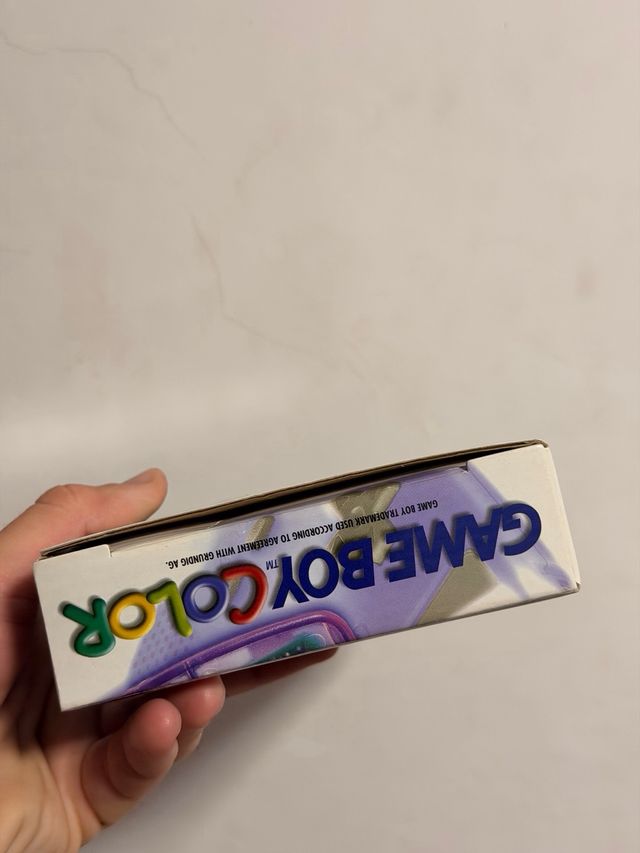 GAME BOY COLOR™
GAME BOY TRADEMARK USED ACCORDING TO AGREEMENT WITH GRUNDIG AG.